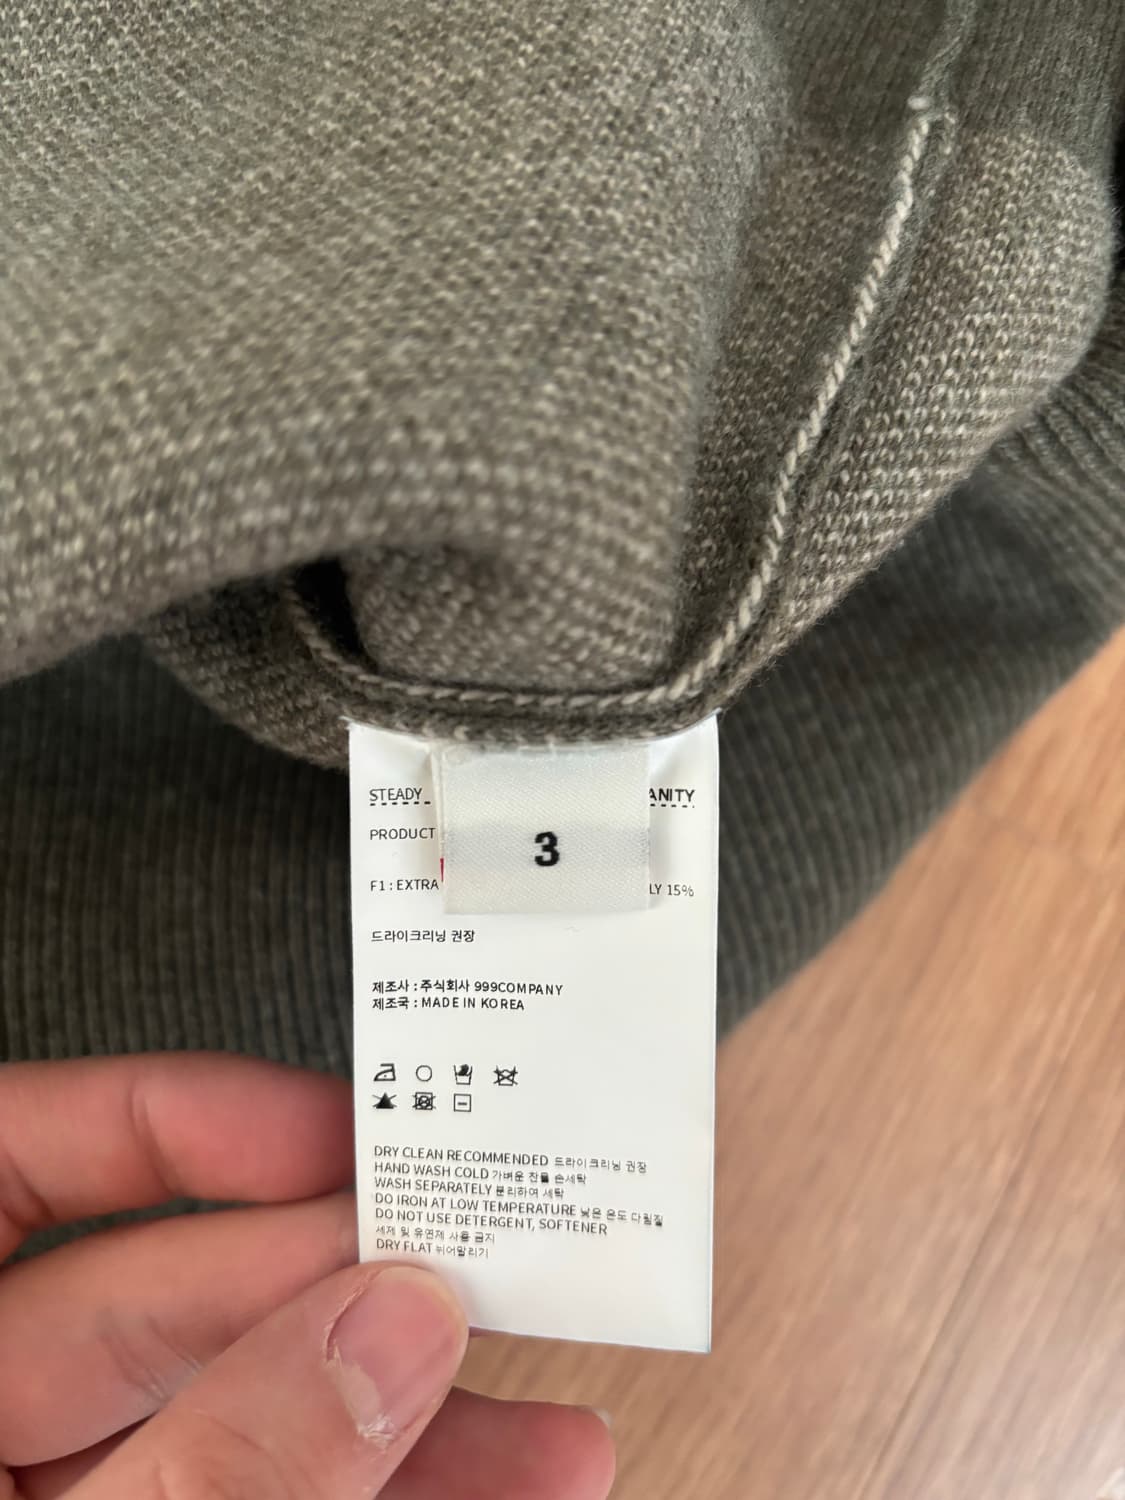 STEADY ANITY
PRODUCT
3
F1 : EXTRA LY 15%
드라이크리닝 권장
제조사 : 주식회사 999COMPANY
제조국 : MADE IN KOREA
DRY CLEAN RECOMMENDED 드라이크리닝 권장
HAND WASH COLD 가벼운 찬물 손세탁
WASH SEPARATELY 분리하여 세탁
DO IRON AT LOW TEMPERATURE 낮은 온도 다림질
DO NOT USE DETERGENT, SOFTENER
세제 및 유연제 사용 금지
DRY FLAT 뉘어말리기